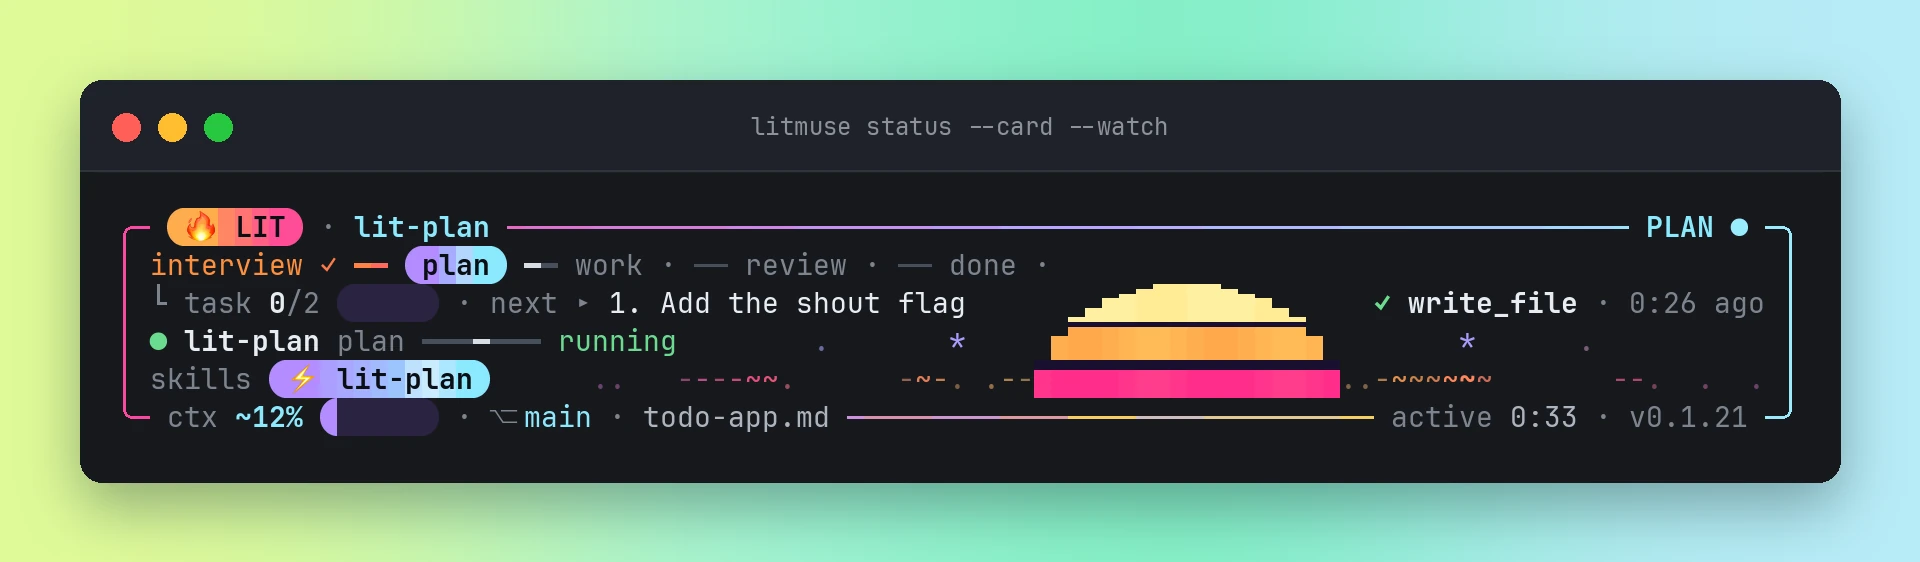 litmuse status --card --watch
🔥 LIT · lit-plan PLAN ●
interview ✓ plan work · review · done ·
└ task 0/2 · next ▸ 1. Add the shout flag ✓ write_file · 0:26 ago
● lit-plan plan running
skills ⚡ lit-plan
ctx ~12% · ⌥main · todo-app.md active 0:33 · v0.1.21